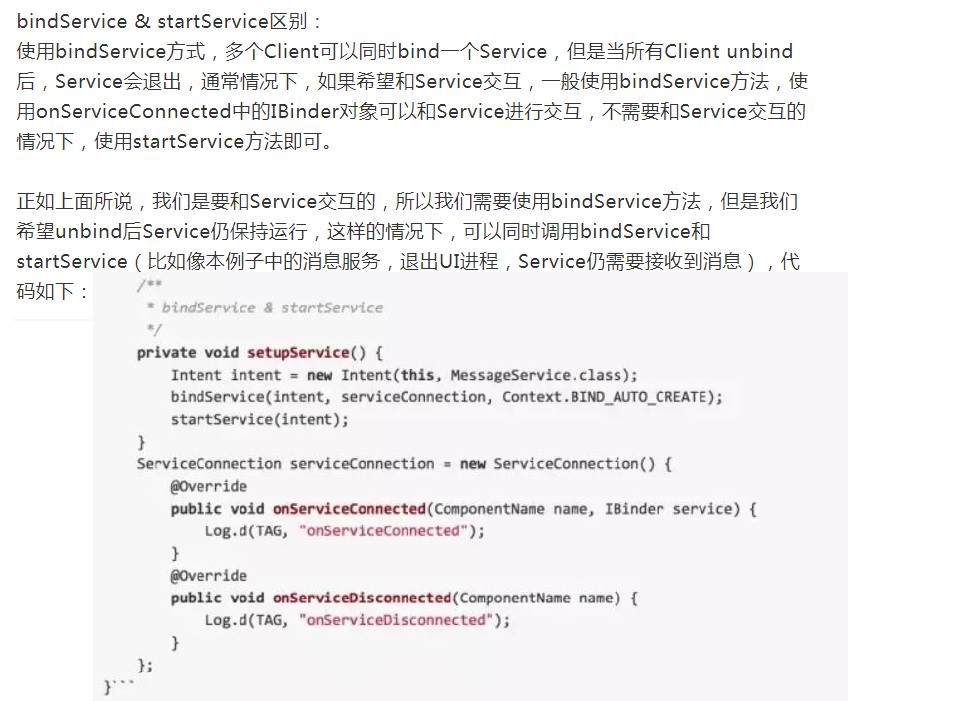 bindService & startService区别：
使用bindService方式，多个Client可以同时bind一个Service，但是当所有Client unbind
后，Service会退出，通常情况下，如果希望和Service交互，一般使用bindService方法，使
用onServiceConnected中的IBinder对象可以和Service进行交互，不需要和Service交互的
情况下，使用startService方法即可。
正如上面所说，我们是要和Service交互的，所以我们需要使用bindService方法，但是我们
希望unbind后Service仍保持运行，这样的情况下，可以同时调用bindService和
startService（比如像本例子中的消息服务，退出UI进程，Service仍需要接收到消息），代
码如下：
/**
* bindService & startService
*/
private void setupService() {
Intent intent = new Intent(this, MessageService.class);
bindService(intent, serviceConnection, Context.BIND_AUTO_CREATE);
startService(intent);
}
ServiceConnection serviceConnection = new ServiceConnection() {
@Override
public void onServiceConnected(ComponentName name, IBinder service) {
Log.d(TAG, "onServiceConnected");
}
@Override
public void onServiceDisconnected(ComponentName name) {
Log.d(TAG, "onServiceDisconnected");
}
};
}```